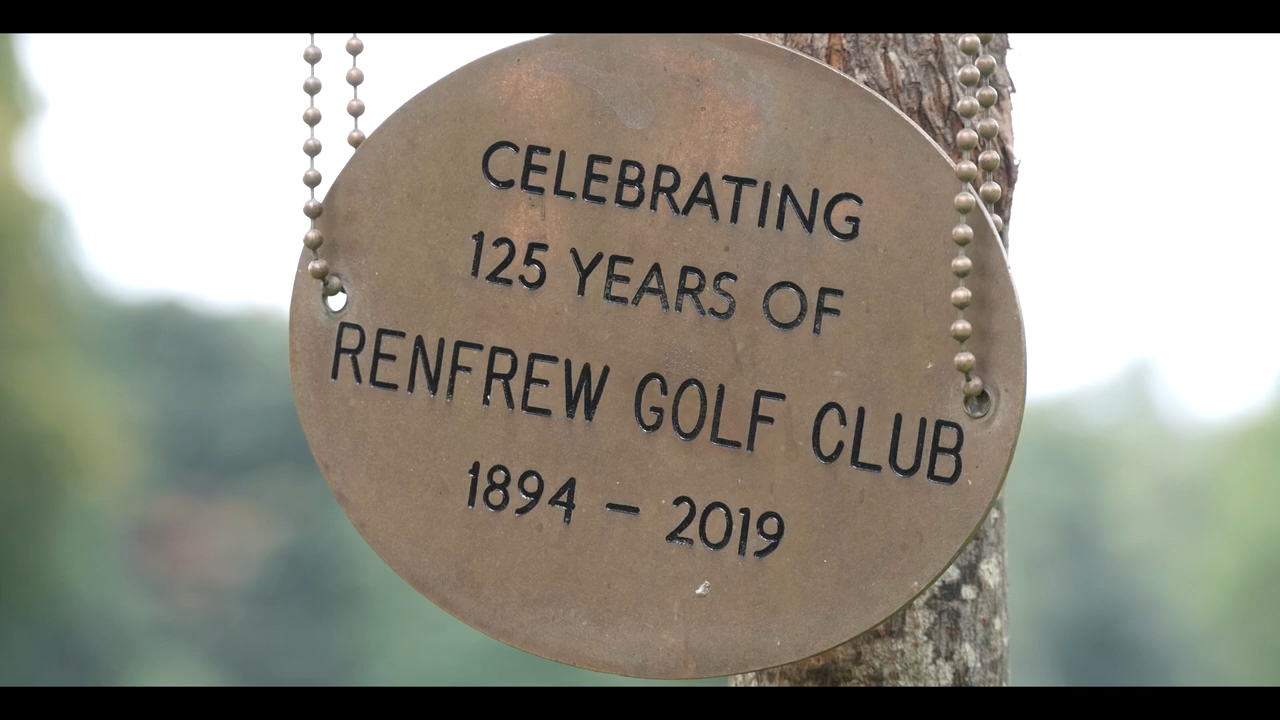 CELEBRATING
125 YEARS OF
RENFREW GOLF CLUB
1894 – 2019